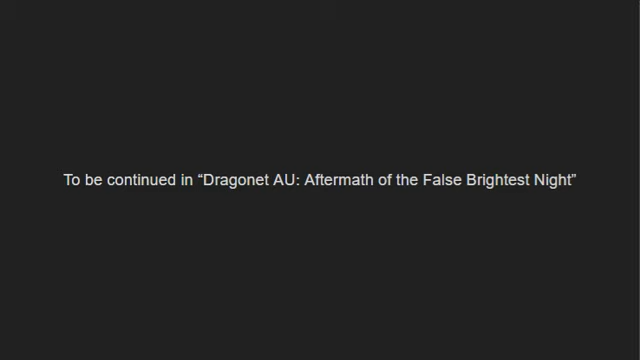 To be continued in “Dragonet AU: Aftermath of the False Brightest Night”